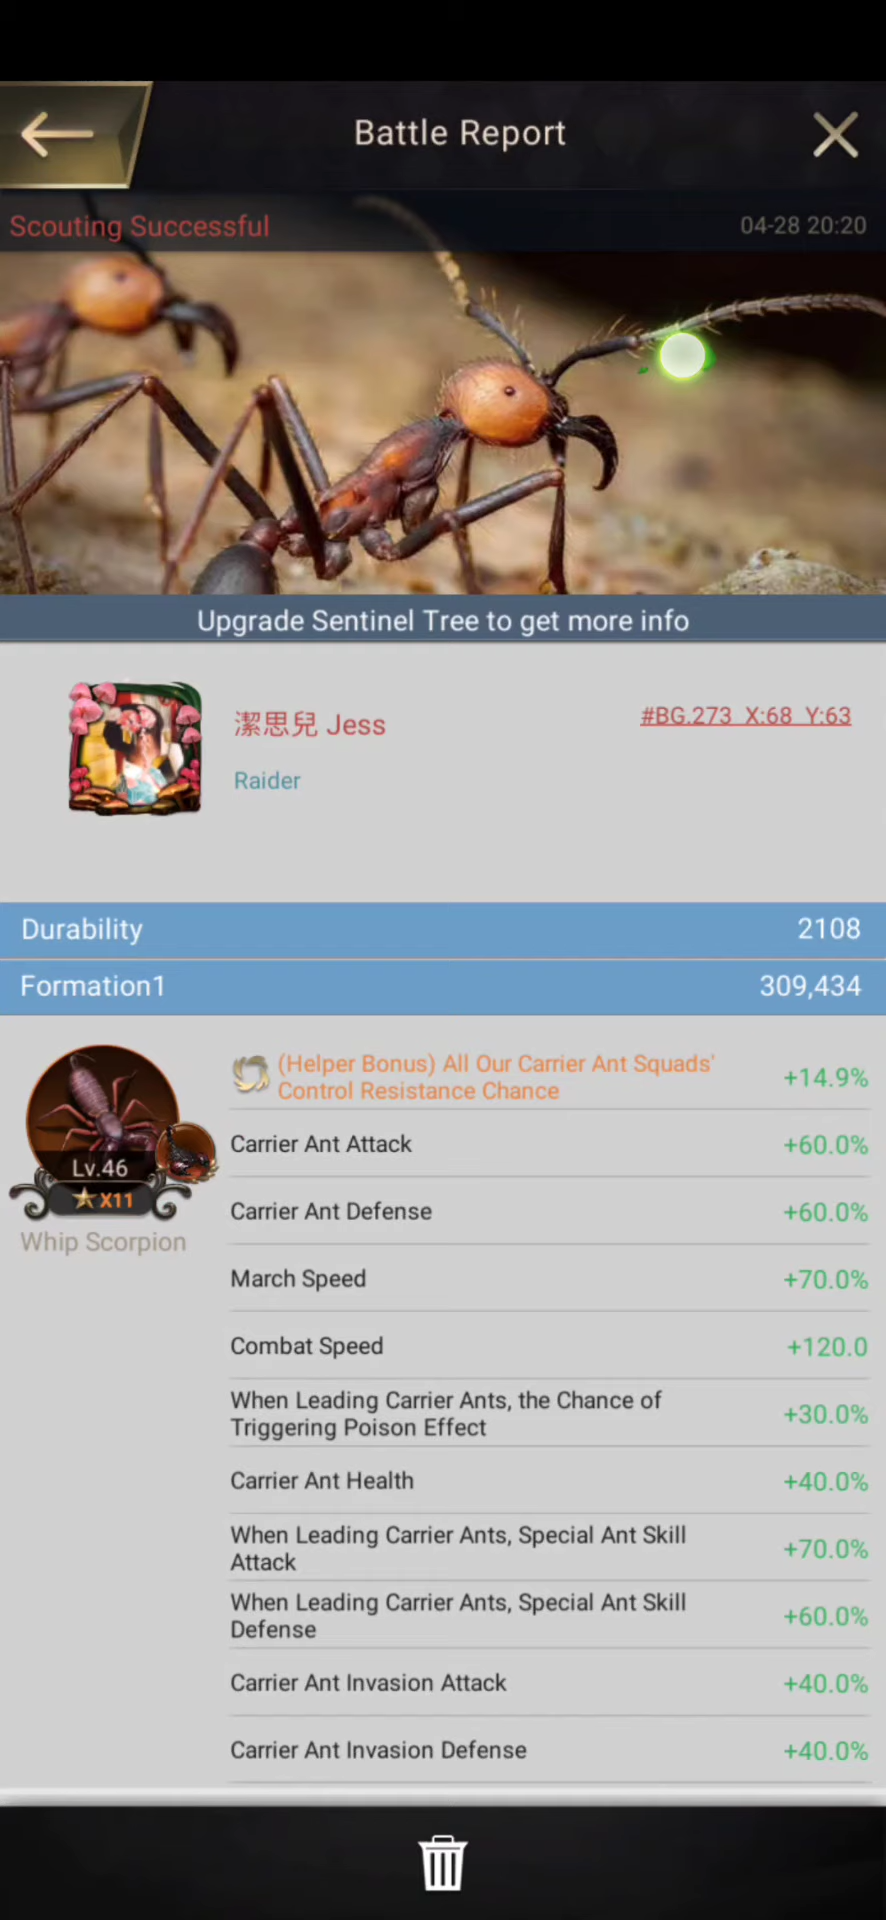 Battle Report
Scouting Successful
04-28 20:20
Upgrade Sentinel Tree to get more info
潔思兒 Jess
#BG.273 X:68 Y:63
Raider
Durability
2108
Formation1
309,434
(Helper Bonus) All Our Carrier Ant Squads'
Control Resistance Chance
+14.9%
Lv.46
X11
Whip Scorpion
Carrier Ant Attack
+60.0%
Carrier Ant Defense
+60.0%
March Speed
+70.0%
Combat Speed
+120.0
When Leading Carrier Ants, the Chance of
Triggering Poison Effect
+30.0%
Carrier Ant Health
+40.0%
When Leading Carrier Ants, Special Ant Skill
Attack
+70.0%
When Leading Carrier Ants, Special Ant Skill
Defense
+60.0%
Carrier Ant Invasion Attack
+40.0%
Carrier Ant Invasion Defense
+40.0%